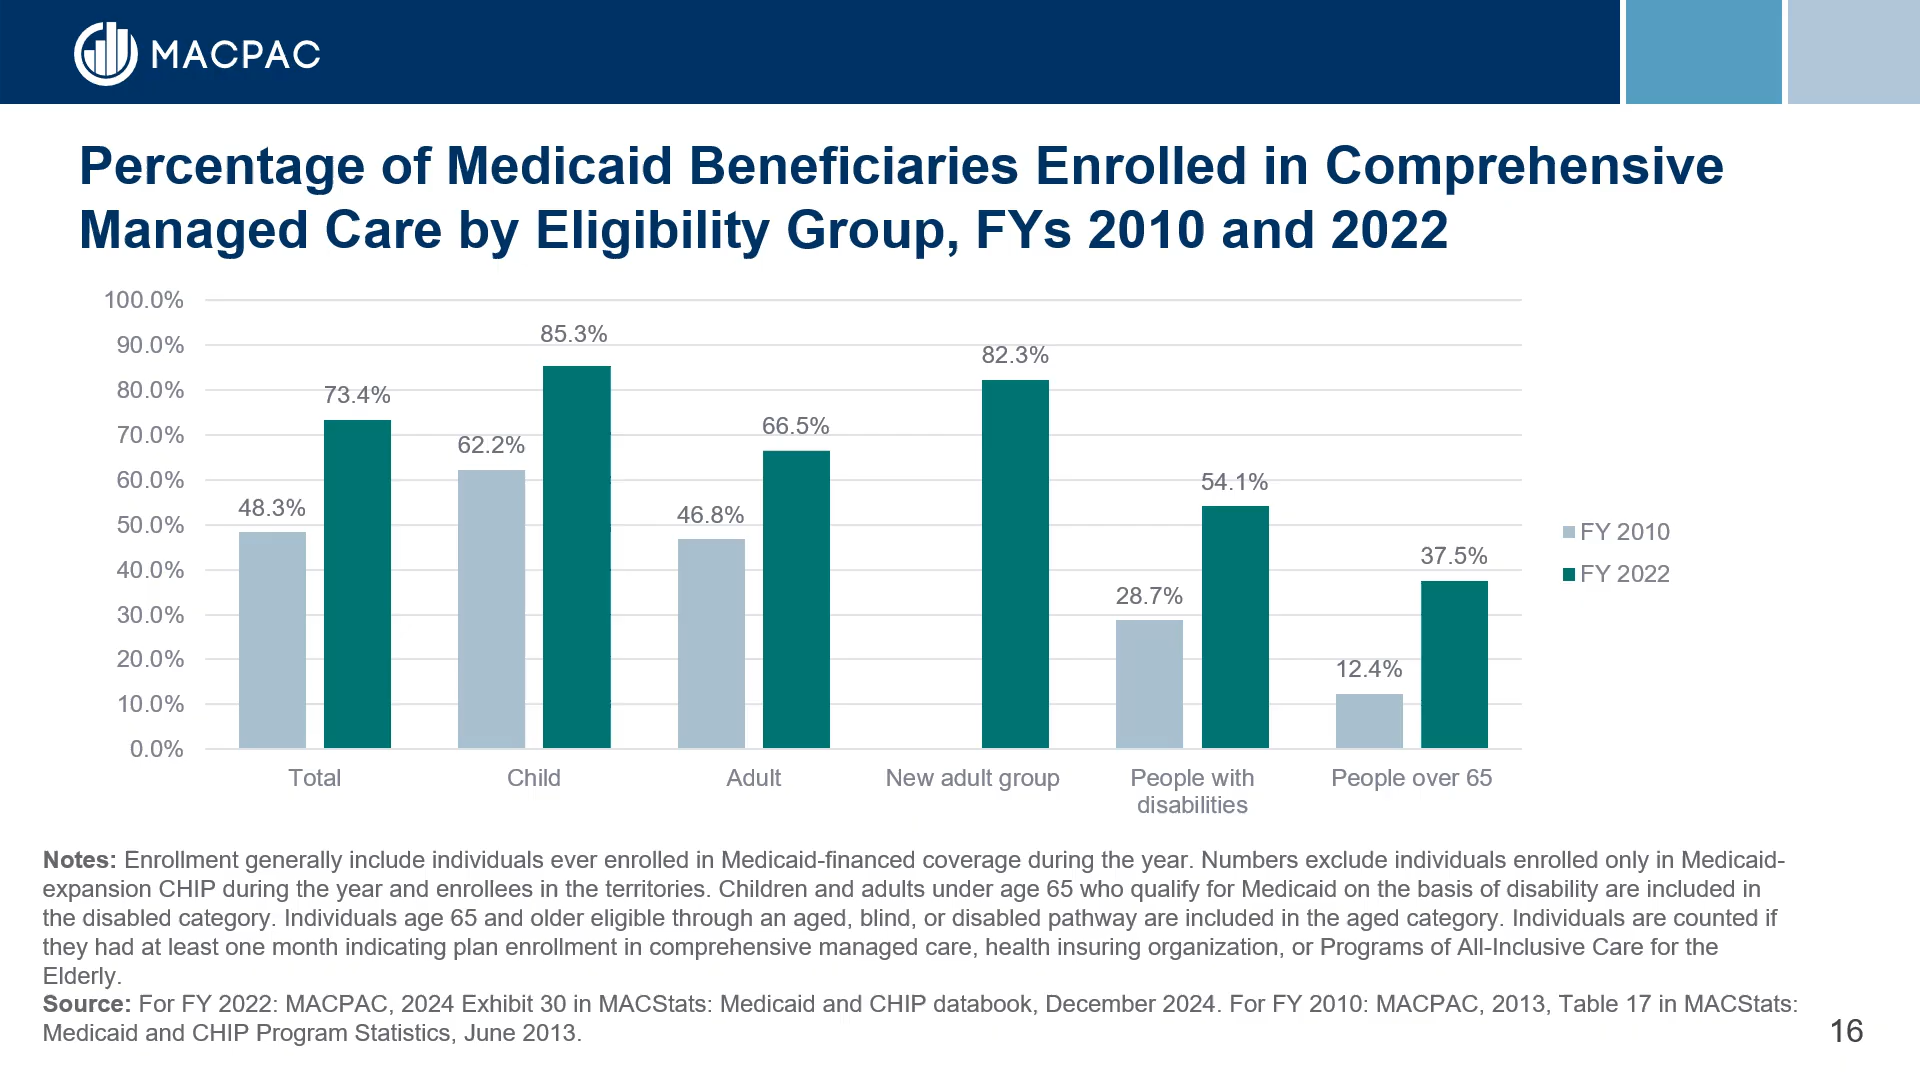 MACPAC
Percentage of Medicaid Beneficiaries Enrolled in Comprehensive
Managed Care by Eligibility Group, FYs 2010 and 2022
100.0%
90.0%
80.0%
70.0%
60.0%
50.0%
40.0%
30.0%
20.0%
10.0%
0.0%
48.3%
73.4%
62.2%
85.3%
46.8%
66.5%
82.3%
28.7%
54.1%
12.4%
37.5%
Total
Child
Adult
New adult group
People with
disabilities
People over 65
FY 2010
FY 2022
Notes: Enrollment generally include individuals ever enrolled in Medicaid-financed coverage during the year. Numbers exclude individuals enrolled only in Medicaid-
expansion CHIP during the year and enrollees in the territories. Children and adults under age 65 who qualify for Medicaid on the basis of disability are included in
the disabled category. Individuals age 65 and older eligible through an aged, blind, or disabled pathway are included in the aged category. Individuals are counted if
they had at least one month indicating plan enrollment in comprehensive managed care, health insuring organization, or Programs of All-Inclusive Care for the
Elderly.
Source: For FY 2022: MACPAC, 2024 Exhibit 30 in MACStats: Medicaid and CHIP databook, December 2024. For FY 2010: MACPAC, 2013, Table 17 in MACStats:
Medicaid and CHIP Program Statistics, June 2013.
16